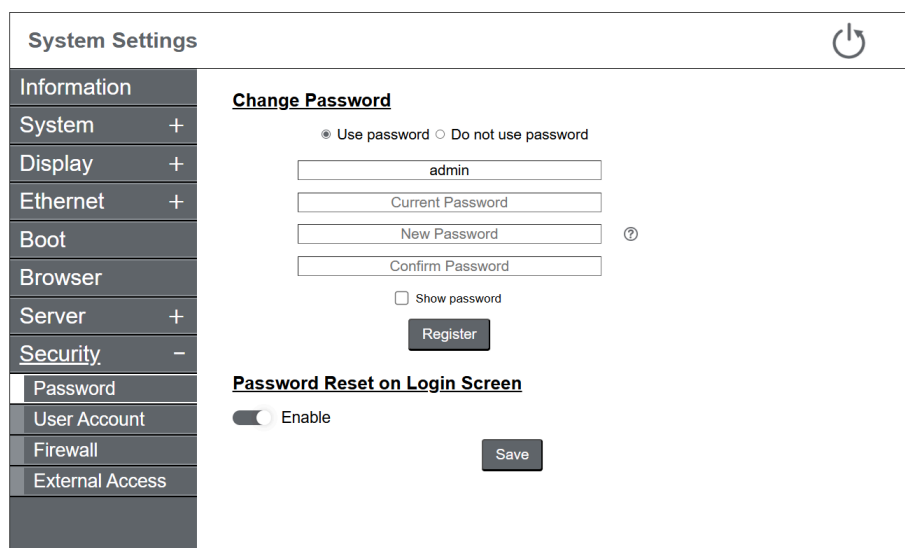 System Settings
Information
System +
Display +
Ethernet +
Boot
Browser
Server +
Security −
Password
User Account
Firewall
External Access
Change Password
Use password Do not use password
admin
Current Password
New Password ?
Confirm Password
Show password
Register
Password Reset on Login Screen
Enable
Save